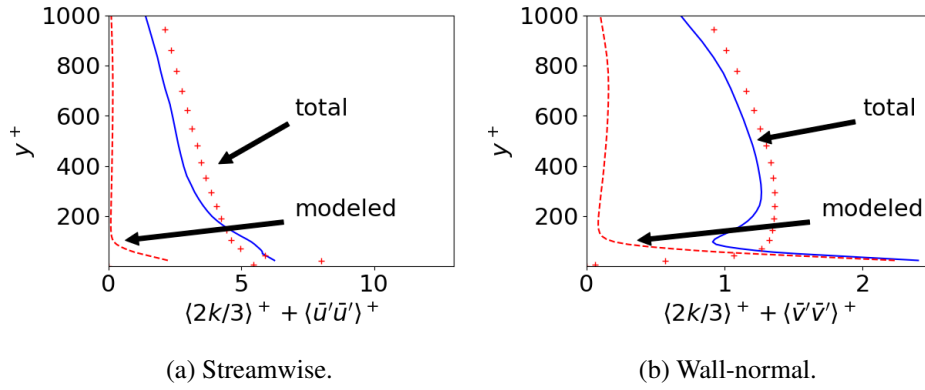 1000
800
600
400
200
y⁺
total
modeled
0 5 10
⟨2k/3⟩⁺ + ⟨ū′ū′⟩⁺
(a) Streamwise.
1000
800
600
400
200
y⁺
total
modeled
0 1 2
⟨2k/3⟩⁺ + ⟨v̄′v̄′⟩⁺
(b) Wall-normal.